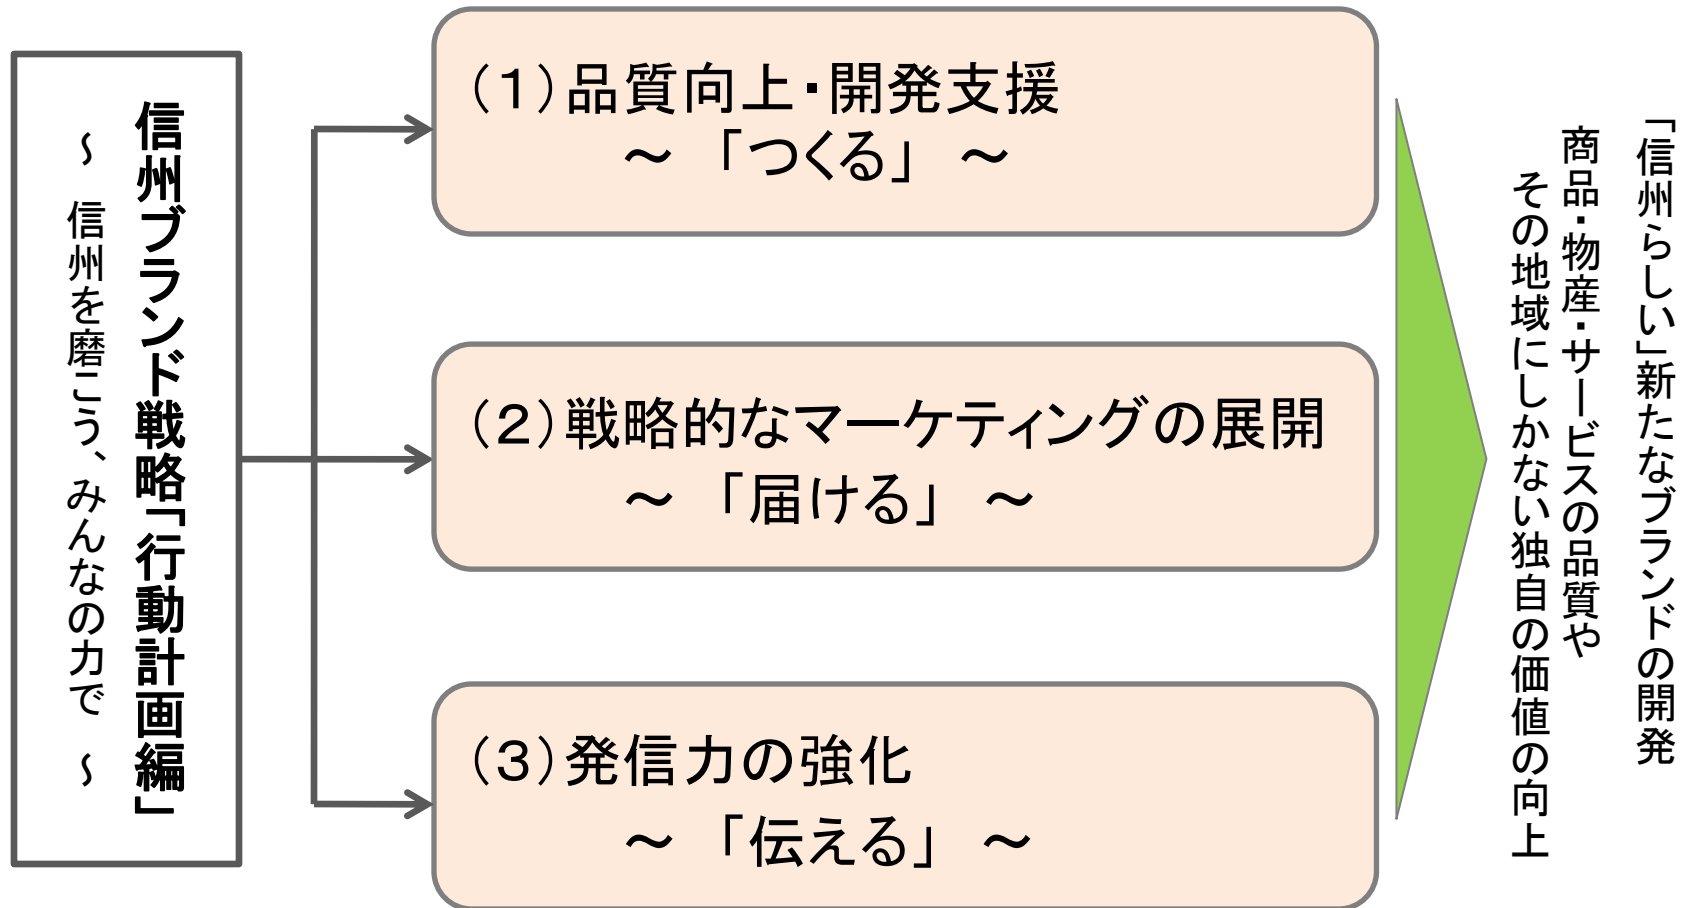 信州ブランド戦略「行動計画編」
～ 信州を磨こう、みんなの力で ～
(1)品質向上・開発支援
～ 「つくる」 ～
(2)戦略的なマーケティングの展開
～ 「届ける」 ～
(3)発信力の強化
～ 「伝える」 ～
「信州らしい」新たなブランドの開発
商品・物産・サービスの品質や
その地域にしかない独自の価値の向上